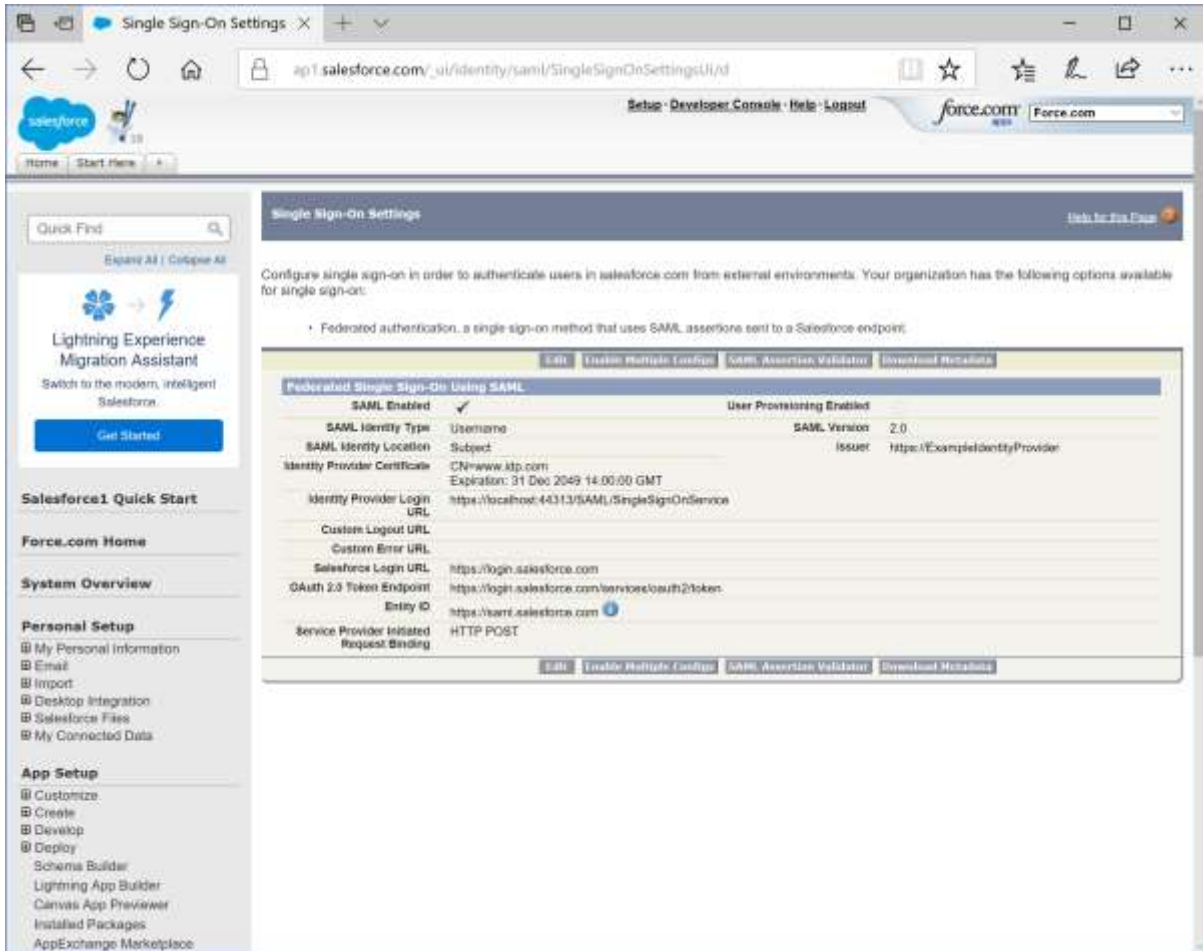 Single Sign-On Settings
ap1.salesforce.com/_ui/identity/saml/SingleSignOnSettingsUi/d
salesforce
18
Setup · Developer Console · Help · Logout
force.com
apps
Force.com
Home
Start Here
+
Quick Find
Expand All | Collapse All
Lightning Experience
Migration Assistant
Switch to the modern, intelligent
Salesforce.
Get Started
Salesforce1 Quick Start
Force.com Home
System Overview
Personal Setup
My Personal Information
Email
Import
Desktop Integration
Salesforce Files
My Connected Data
App Setup
Customize
Create
Develop
Deploy
Schema Builder
Lightning App Builder
Canvas App Previewer
Installed Packages
AppExchange Marketplace
Single Sign-On Settings
Help for this Page
Configure single sign-on in order to authenticate users in salesforce.com from external environments. Your organization has the following options available
for single sign-on:
• Federated authentication, a single sign-on method that uses SAML assertions sent to a Salesforce endpoint.
Edit Enable Multiple Configs SAML Assertion Validator Download Metadata
Federated Single Sign-On Using SAML
SAML Enabled ✓ User Provisioning Enabled
SAML Identity Type Username SAML Version 2.0
SAML Identity Location Subject Issuer https://ExampleIdentityProvider
Identity Provider Certificate CN=www.idp.com
Expiration: 31 Dec 2049 14:00:00 GMT
Identity Provider Login
URL https://localhost:44313/SAML/SingleSignOnService
Custom Logout URL
Custom Error URL
Salesforce Login URL https://login.salesforce.com
OAuth 2.0 Token Endpoint https://login.salesforce.com/services/oauth2/token
Entity ID https://saml.salesforce.com
Service Provider Initiated
Request Binding HTTP POST
Edit Enable Multiple Configs SAML Assertion Validator Download Metadata